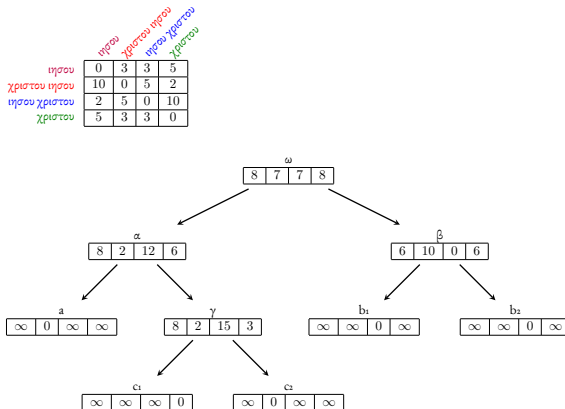 ιησου χριστου ιησου ιησου χριστου χριστου
ιησου 0 3 3 5
χριστου ιησου 10 0 5 2
ιησου χριστου 2 5 0 10
χριστου 5 3 3 0
ω
8 7 7 8
α β
8 2 12 6 6 10 0 6
a γ b1 b2
∞ 0 ∞ ∞ 8 2 15 3 ∞ ∞ 0 ∞ ∞ ∞ 0 ∞
c1 c2
∞ ∞ ∞ 0 ∞ 0 ∞ ∞